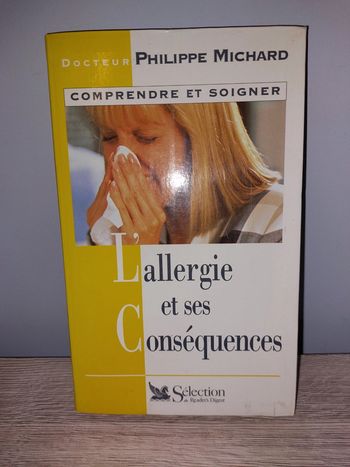 DOCTEUR PHILIPPE MICHARD
COMPRENDRE ET SOIGNER
L'allergie
et ses
Conséquences
Sélection
du Reader's Digest